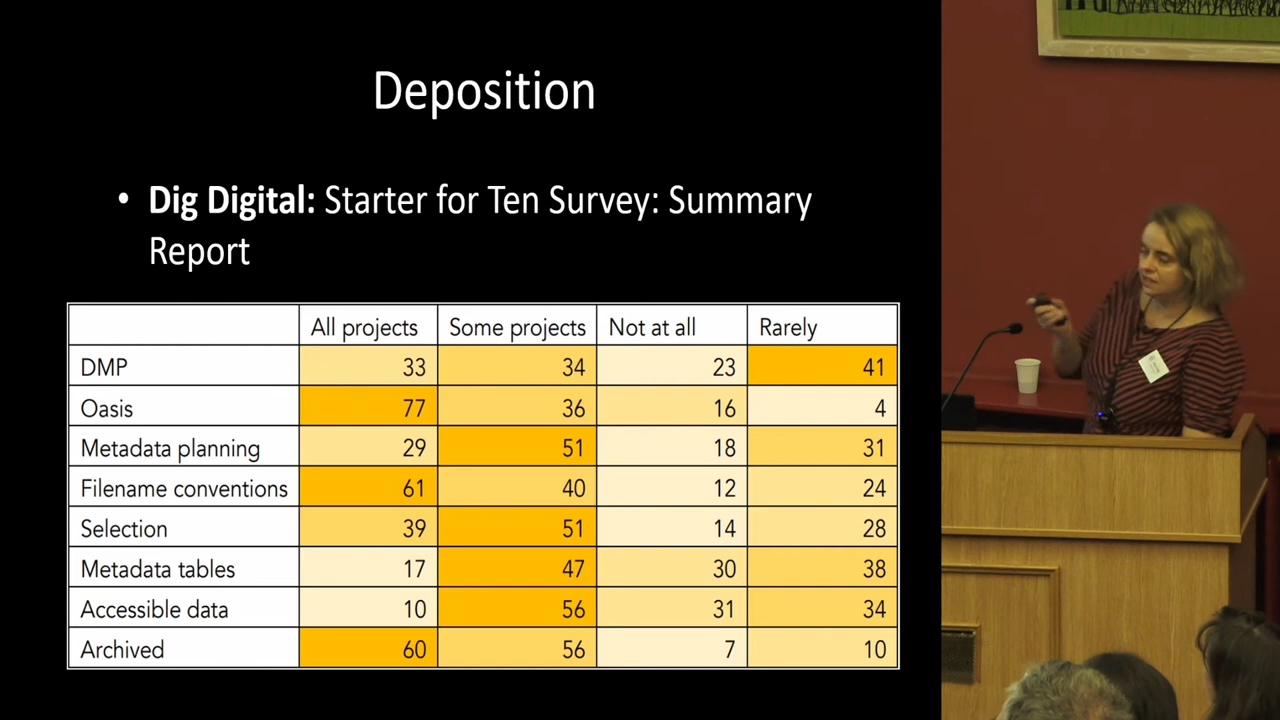 Deposition
• Dig Digital: Starter for Ten Survey: Summary
Report
All projects Some projects Not at all Rarely
DMP 33 34 23 41
Oasis 77 36 16 4
Metadata planning 29 51 18 31
Filename conventions 61 40 12 24
Selection 39 51 14 28
Metadata tables 17 47 30 38
Accessible data 10 56 31 34
Archived 60 56 7 10